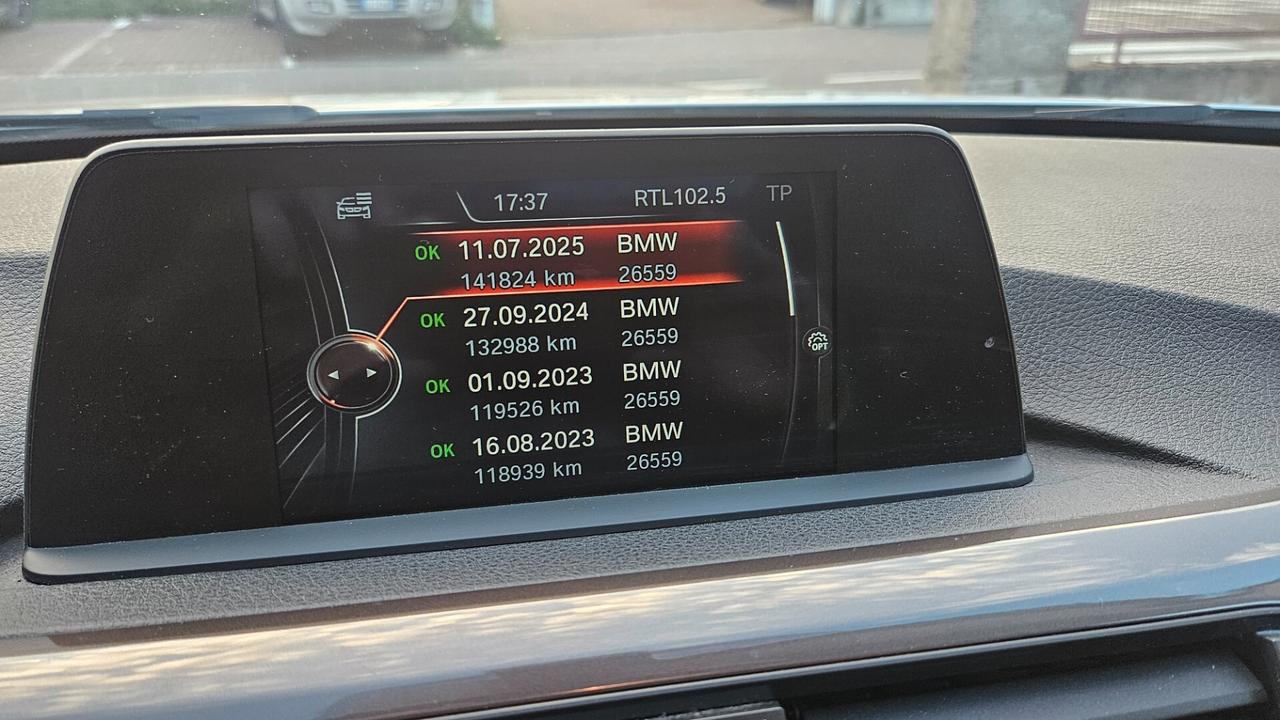 17:37 RTL102.5 TP
OK 11.07.2025 BMW
141824 km 26559
OK 27.09.2024 BMW
132988 km 26559
OK 01.09.2023 BMW
119526 km 26559
OPT
OK 16.08.2023 BMW
118939 km 26559